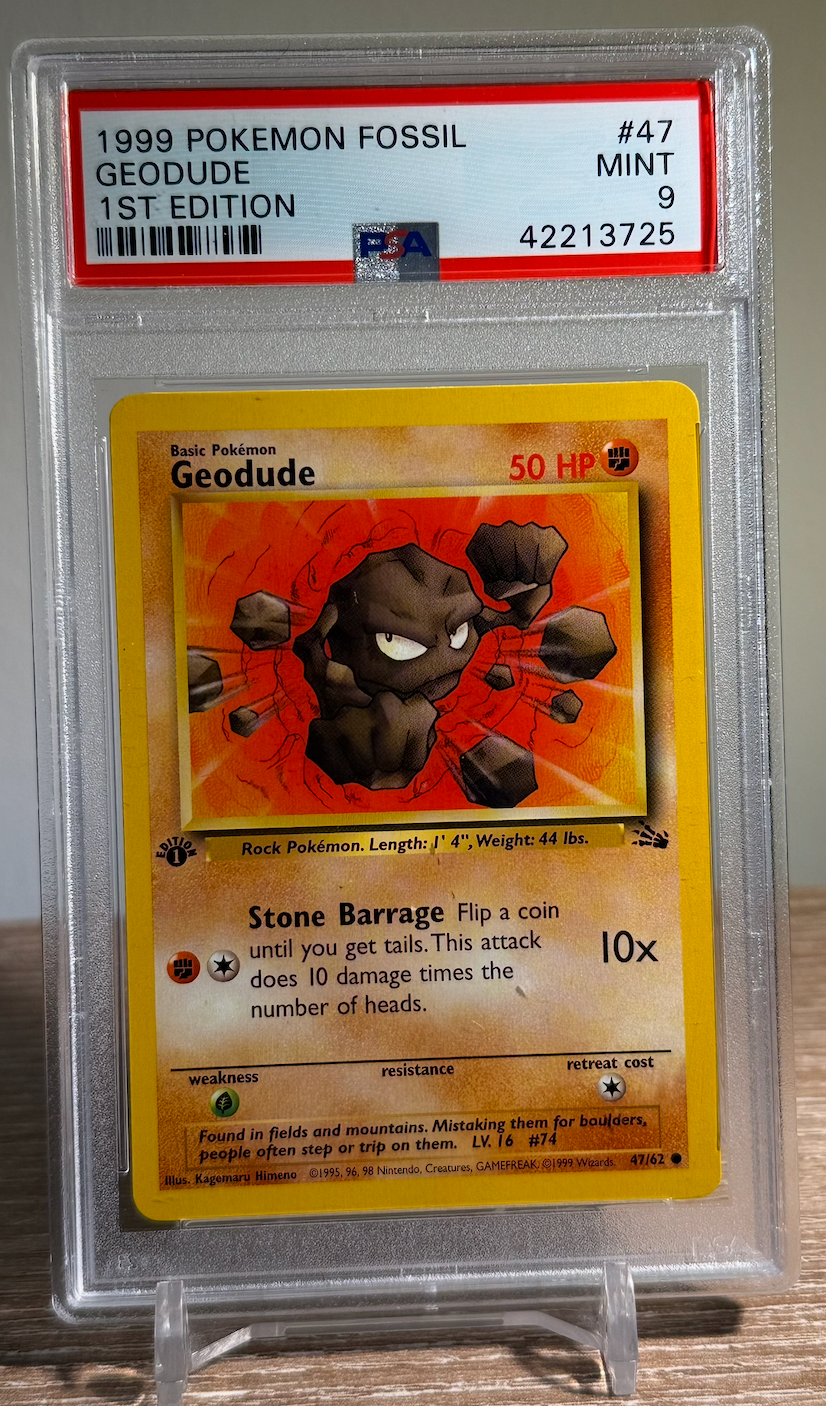 1999 POKEMON FOSSIL #47
GEODUDE MINT
1ST EDITION 9
PSA 42213725
Basic Pokémon
Geodude 50 HP
EDITION 1
Rock Pokémon. Length: 1' 4", Weight: 44 lbs.
Stone Barrage Flip a coin
until you get tails. This attack
does 10 damage times the
number of heads.
10x
weakness resistance retreat cost
Found in fields and mountains. Mistaking them for boulders,
people often step or trip on them. LV. 16 #74
Illus. Kagemaru Himeno ©1995, 96, 98 Nintendo, Creatures, GAMEFREAK. ©1999 Wizards. 47/62